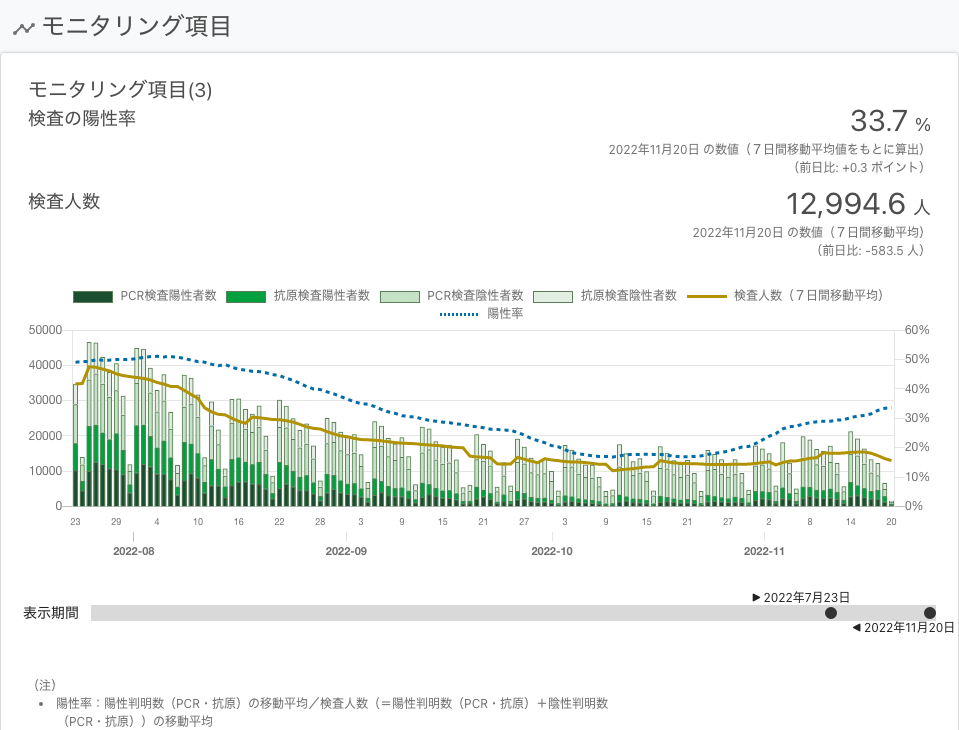 モニタリング項目
モニタリング項目(3)
検査の陽性率
33.7 %
2022年11月20日 の数値（７日間移動平均値をもとに算出）
（前日比: +0.3 ポイント）
検査人数
12,994.6 人
2022年11月20日 の数値（７日間移動平均）
（前日比: -583.5 人）
PCR検査陽性者数 抗原検査陽性者数 PCR検査陰性者数 抗原検査陰性者数 検査人数（７日間移動平均）
陽性率
50000 60%
40000 50%
30000 40%
20000 30%
10000 20%
0 10%
0%
23 29 4 10 16 22 28 3 9 15 21 27 3 9 15 21 27 2 8 14 20
2022-08 2022-09 2022-10 2022-11
▶ 2022年7月23日
表示期間
◀ 2022年11月20日
（注）
• 陽性率：陽性判明数（PCR・抗原）の移動平均／検査人数（＝陽性判明数（PCR・抗原）＋陰性判明数
（PCR・抗原））の移動平均